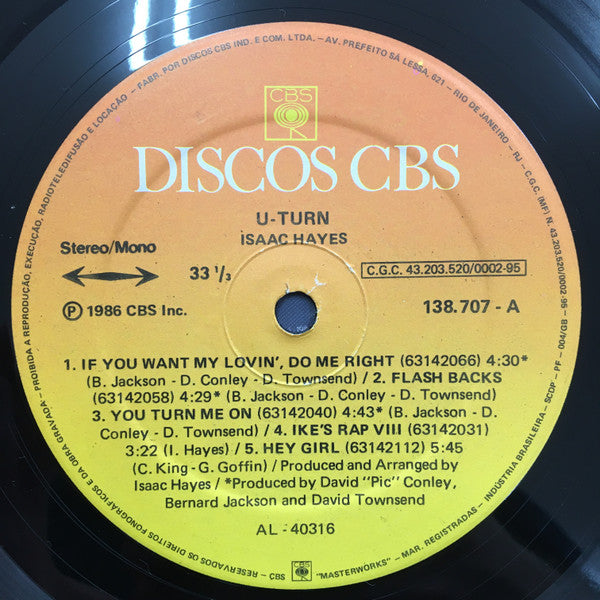 CBS
DISCOS CBS
U-TURN
ISAAC HAYES
Stereo/Mono
33 1/3
C.G.C. 43.203.520/0002-95
Ⓟ 1986 CBS Inc.
138.707 - A
1. IF YOU WANT MY LOVIN', DO ME RIGHT (63142066) 4:30*
(B. Jackson - D. Conley - D. Townsend) / 2. FLASH BACKS
(63142058) 4:29* (B. Jackson - D. Conley - D. Townsend)
3. YOU TURN ME ON (63142040) 4:43* (B. Jackson - D.
Conley - D. Townsend) / 4. IKE'S RAP VIII (63142031)
3:22 (I. Hayes) / 5. HEY GIRL (63142112) 5:45
(C. King - G. Goffin) / Produced and Arranged by
Isaac Hayes / *Produced by David "Pic" Conley,
Bernard Jackson and David Townsend
AL - 40316
RESERVADOS OS DIREITOS FONOGRÁFICOS E DA OBRA GRAVADA - PROIBIDA A REPRODUÇÃO, EXECUÇÃO, RADIOTELEDIFUSÃO E LOCAÇÃO - FABR. POR DISCOS CBS IND. E COM. LTDA. - AV. PREFEITO SÁ LESSA, 621 - RIO DE JANEIRO - RJ - C.G.C. (MF) N. 43.203.520/0002-95 - SCDP - PF - 004/GB - INDÚSTRIA BRASILEIRA
- CBS
CBS
"MASTERWORKS" - MAR. REGISTRADAS -